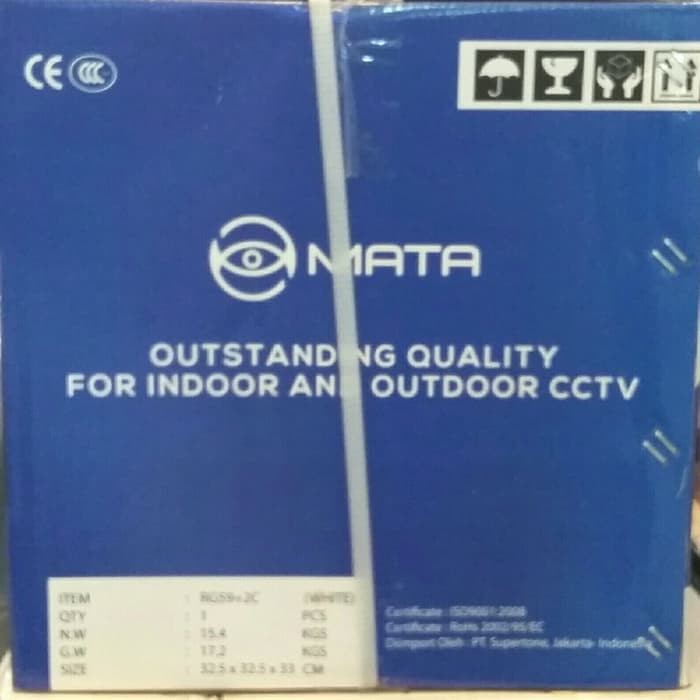 CE CCC
MATA
OUTSTANDING QUALITY
FOR INDOOR AND OUTDOOR CCTV
ITEM : RG59+2C (WHITE)
QTY : 1 PCS
N.W : 15.4 KGS
G.W : 17.2 KGS
SIZE : 32.5 x 32.5 x 33 CM
Certificate : ISO9001:2008
Certificate : RoHs 2002/95/EC
Diimport Oleh : PT. Supertone, Jakarta- Indonesia